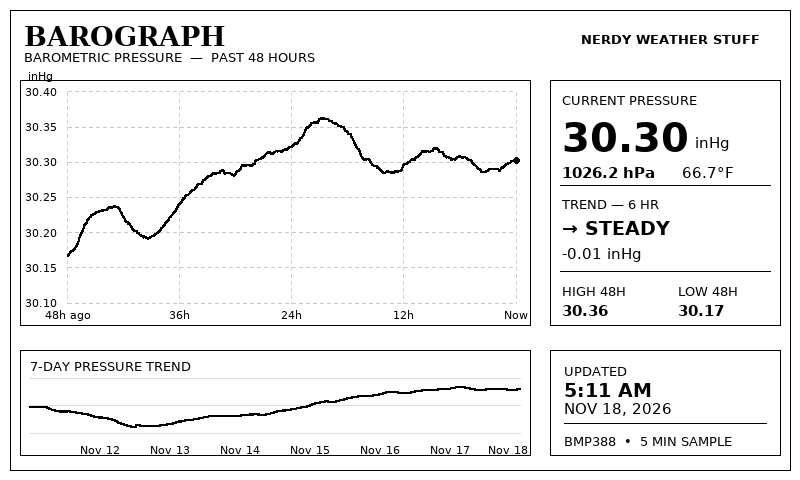 BAROGRAPH
NERDY WEATHER STUFF
BAROMETRIC PRESSURE — PAST 48 HOURS
inHg
30.40
30.35
30.30
30.25
30.20
30.15
30.10
48h ago 36h 24h 12h Now
CURRENT PRESSURE
30.30 inHg
1026.2 hPa 66.7°F
TREND — 6 HR
→ STEADY
-0.01 inHg
HIGH 48H LOW 48H
30.36 30.17
7-DAY PRESSURE TREND
Nov 12 Nov 13 Nov 14 Nov 15 Nov 16 Nov 17 Nov 18
UPDATED
5:11 AM
NOV 18, 2026
BMP388 • 5 MIN SAMPLE